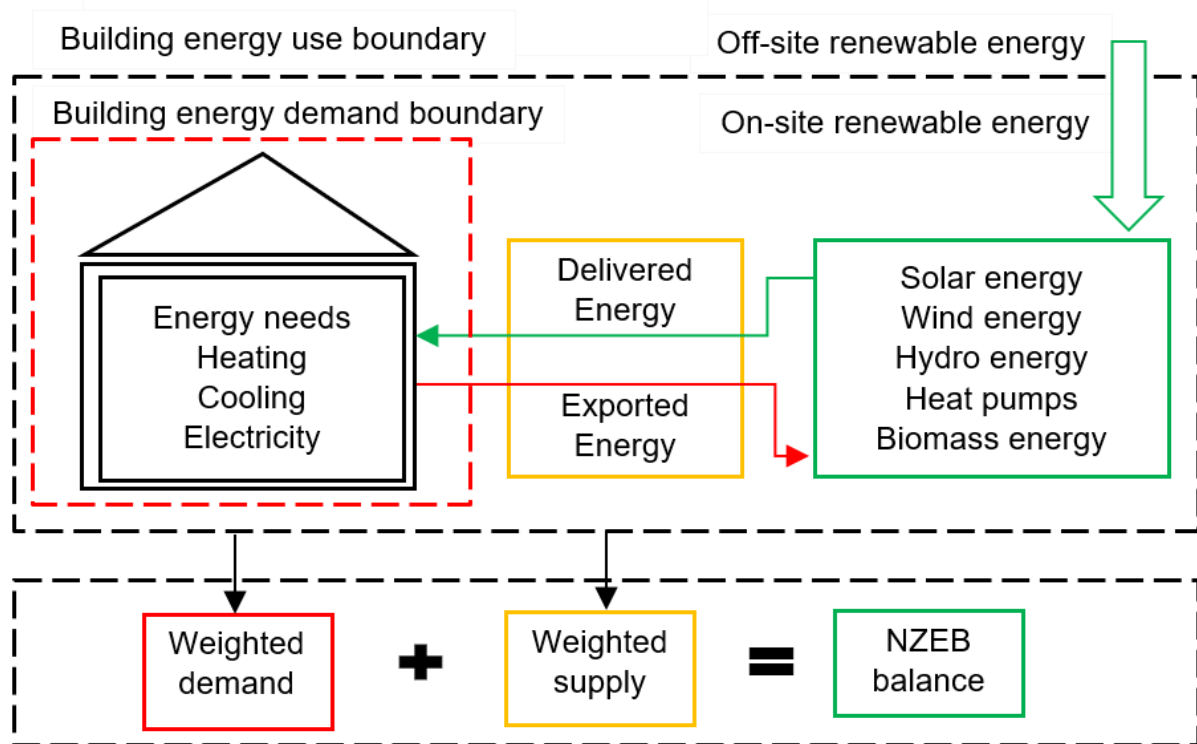 Building energy use boundary
Off-site renewable energy
Building energy demand boundary
On-site renewable energy
Energy needs
Heating
Cooling
Electricity
Delivered
Energy
Exported
Energy
Solar energy
Wind energy
Hydro energy
Heat pumps
Biomass energy
Weighted
demand
+
Weighted
supply
=
NZEB
balance